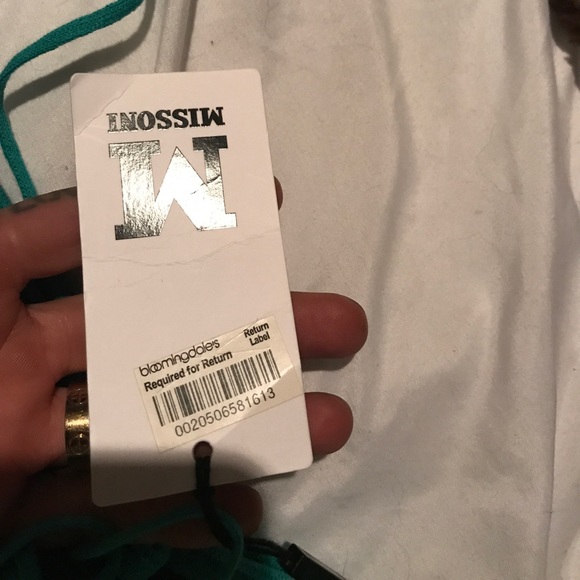 M
MISSONI
bloomingdale's Return
Required for Return Label
0020506581613